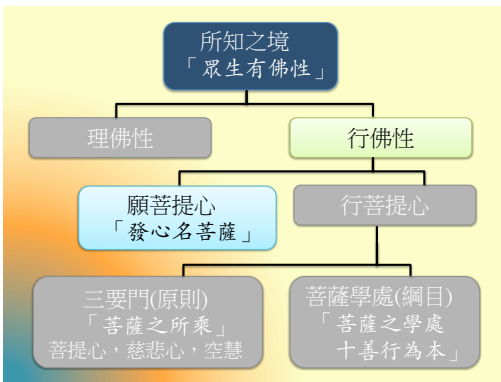 所知之境
「眾生有佛性」
理佛性
行佛性
願菩提心
「發心名菩薩」
行菩提心
三要門(原則)
「菩薩之所乘」
菩提心，慈悲心，空慧
菩薩學處(綱目)
「菩薩之學處
十善行為本」